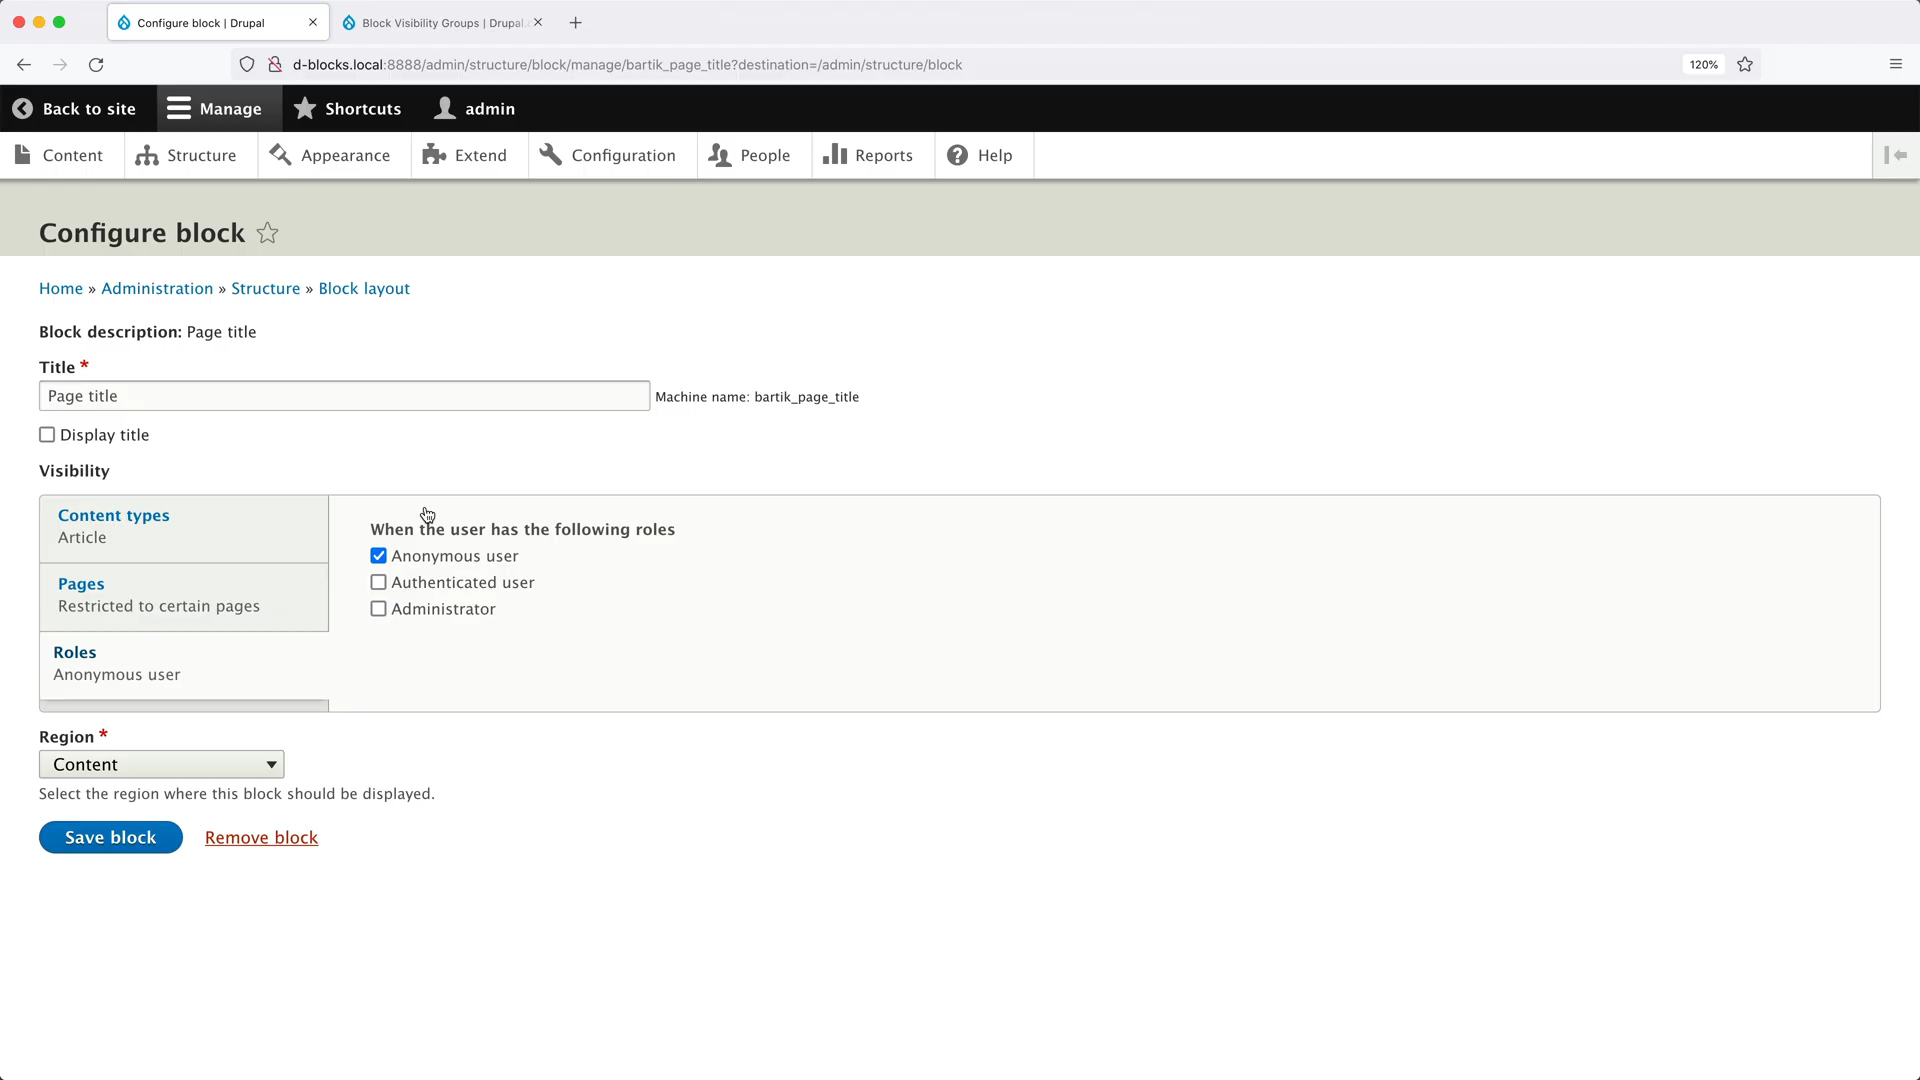 Configure block | Drupal
Block Visibility Groups | Drupal.
d-blocks.local:8888/admin/structure/block/manage/bartik_page_title?destination=/admin/structure/block
120%
Back to site
Manage
Shortcuts
admin
Content
Structure
Appearance
Extend
Configuration
People
Reports
Help
Configure block
Home » Administration » Structure » Block layout
Block description: Page title
Title *
Page title
Machine name: bartik_page_title
Display title
Visibility
Content types
Article
Pages
Restricted to certain pages
Roles
Anonymous user
When the user has the following roles
Anonymous user
Authenticated user
Administrator
Region *
Content
Select the region where this block should be displayed.
Save block
Remove block